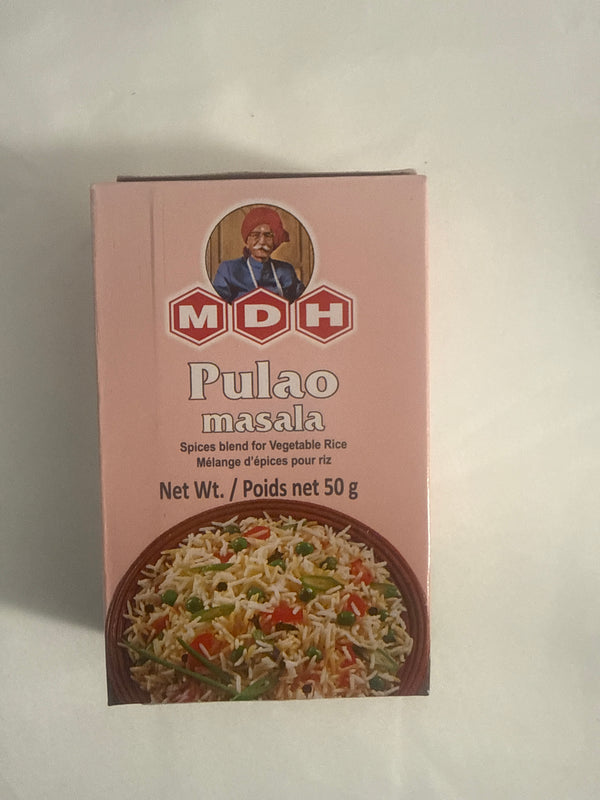 MDH
Pulao
masala
Spices blend for Vegetable Rice
Mélange d'épices pour riz
Net Wt. / Poids net 50 g